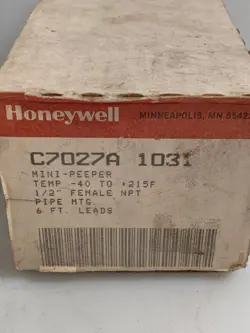 Honeywell
MINNEAPOLIS, MN 5542
C7027A 1031
MINI-PEEPER
TEMP -40 TO +215F
1/2" FEMALE NPT
PIPE MTG.
6 FT. LEADS